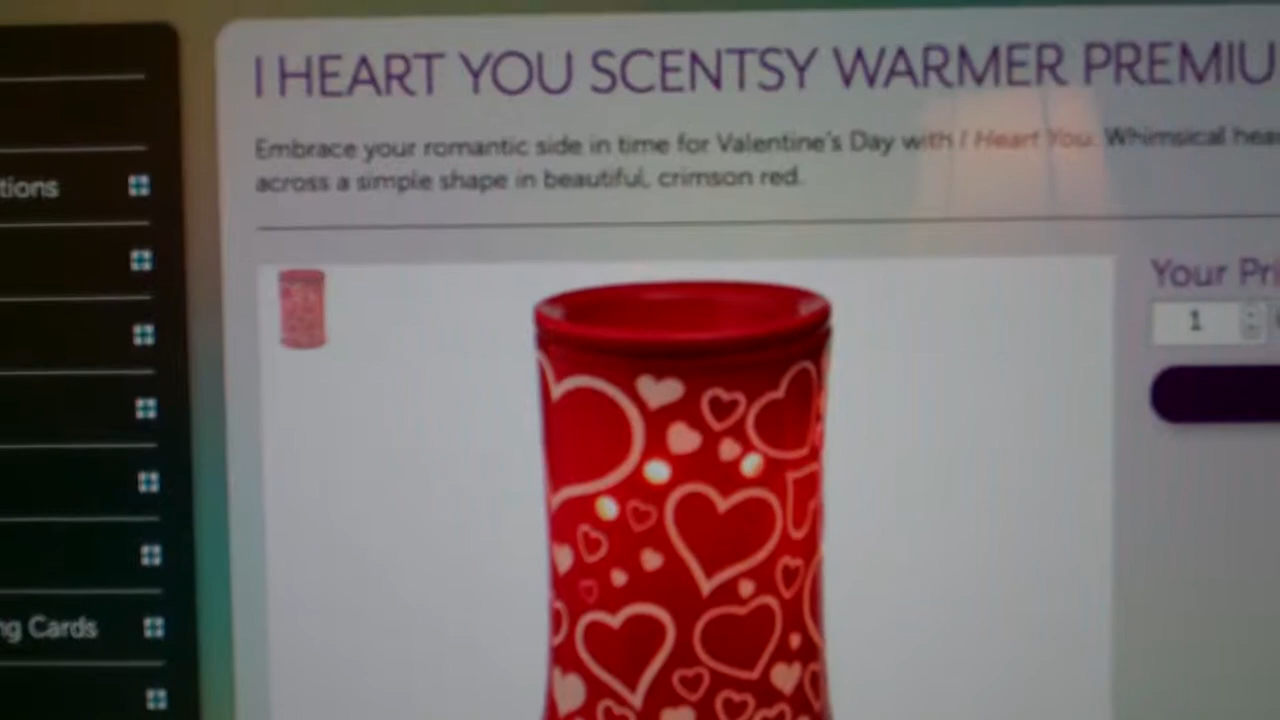 I HEART YOU SCENTSY WARMER PREMIU
Embrace your romantic side in time for Valentine's Day with I Heart You. Whimsical hea
across a simple shape in beautiful, crimson red.
Your Pri
1
tions
ng Cards